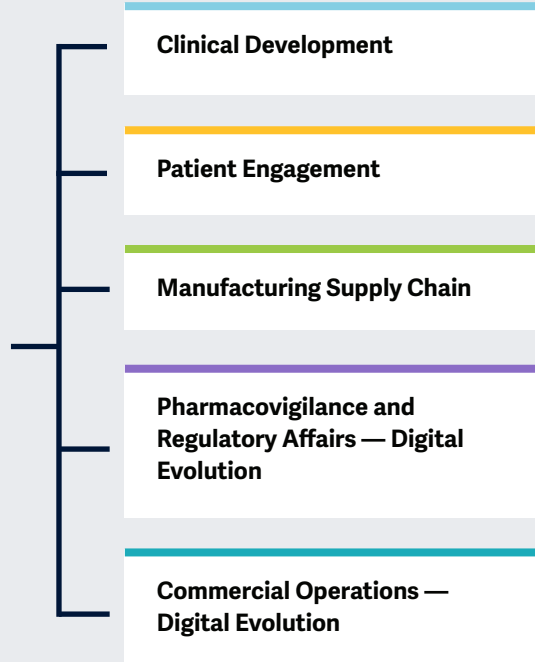 Clinical Development
Patient Engagement
Manufacturing Supply Chain
Pharmacovigilance and
Regulatory Affairs — Digital
Evolution
Commercial Operations —
Digital Evolution